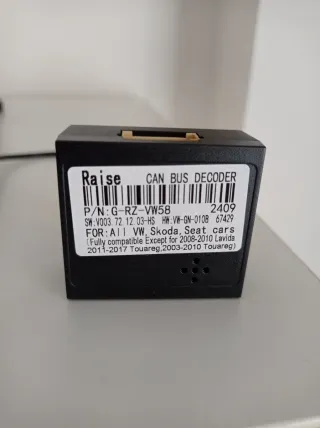 Raise CAN BUS DECODER
P/N:G-RZ-VW58 2409
SW:V003.72.12.03-HS HW:VW-GN-010B 67429
FOR:All VW,Skoda,Seat cars
(Fully compatible Except for 2008-2010 Lavida
2011-2017 Touareg,2003-2010 Touareg)